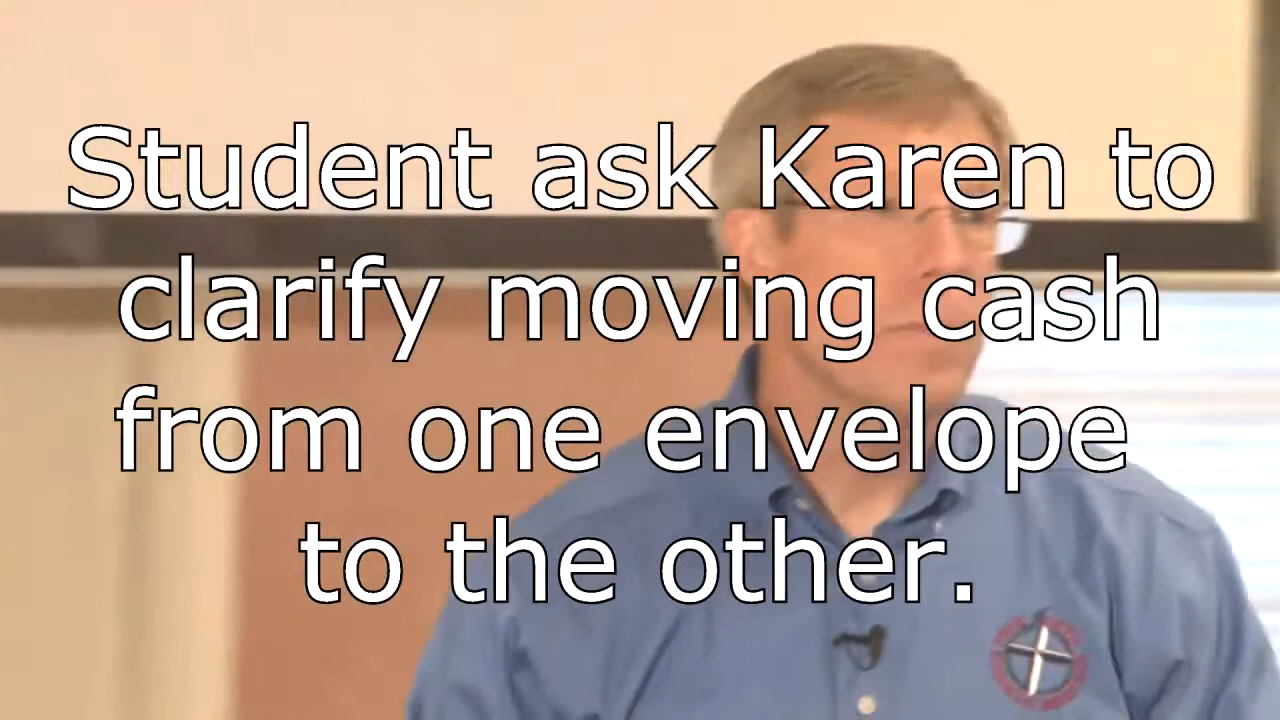 Student ask Karen to
clarify moving cash
from one envelope
to the other.